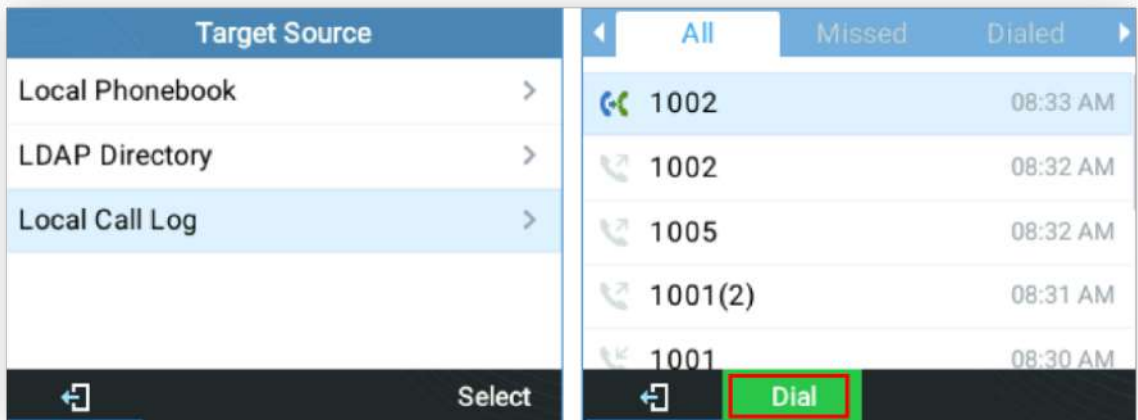 Target Source
Local Phonebook
LDAP Directory
Local Call Log
Select
All Missed Dialed
1002 08:33 AM
1002 08:32 AM
1005 08:32 AM
1001(2) 08:31 AM
1001 08:30 AM
Dial